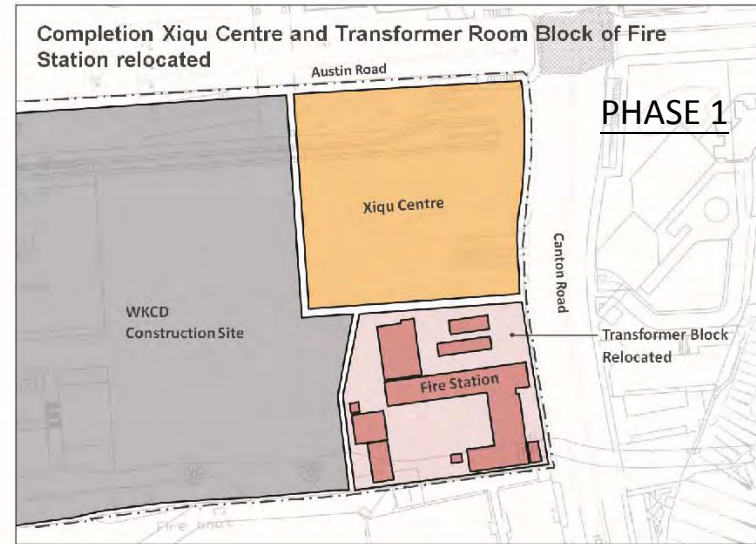 Completion Xiqu Centre and Transformer Room Block of Fire
Station relocated
Austin Road
PHASE 1
Xiqu Centre
Canton Road
WKCD
Construction Site
Transformer Block
Relocated
Fire Station